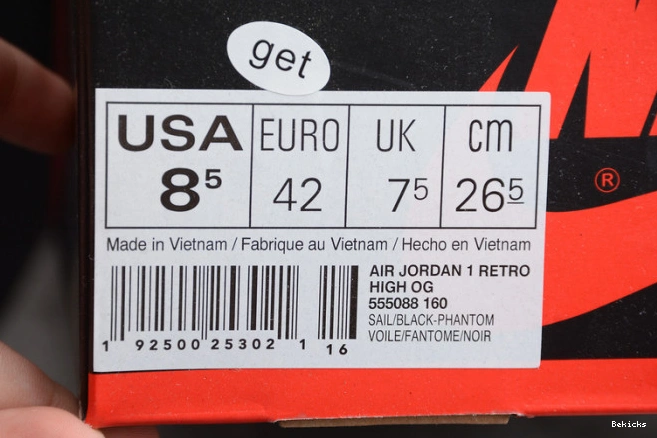 get
USA EURO UK cm
8⁵ 42 7⁵ 26⁵
Made in Vietnam / Fabrique au Vietnam / Hecho en Vietnam
AIR JORDAN 1 RETRO
HIGH OG
555088 160
SAIL/BLACK-PHANTOM
VOILE/FANTOME/NOIR
1 92500 25302 1 16
®
Bekicks